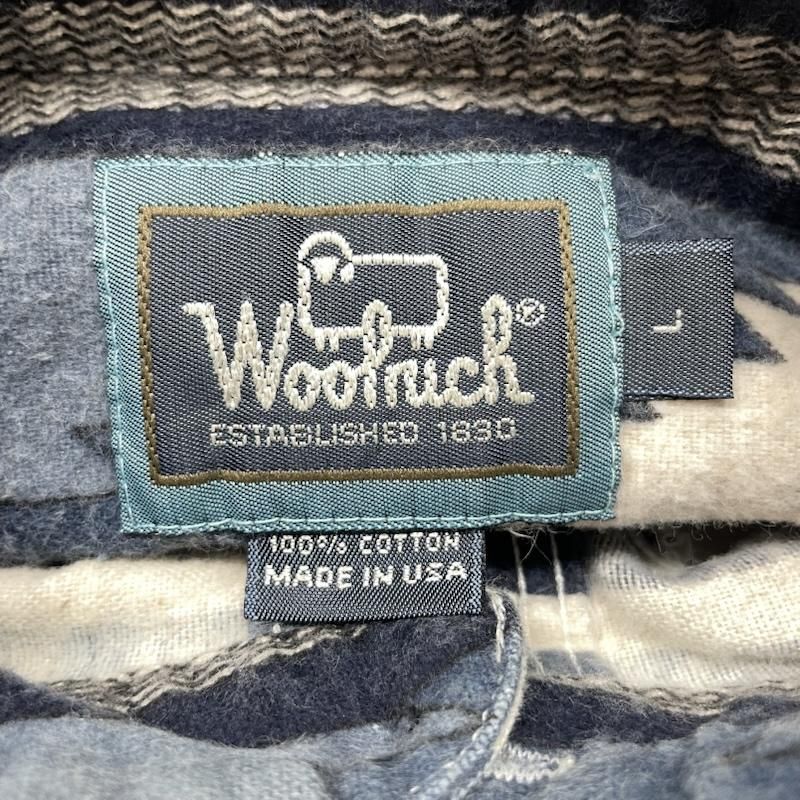 Woolrich®
ESTABLISHED 1830
L
100% COTTON
MADE IN USA